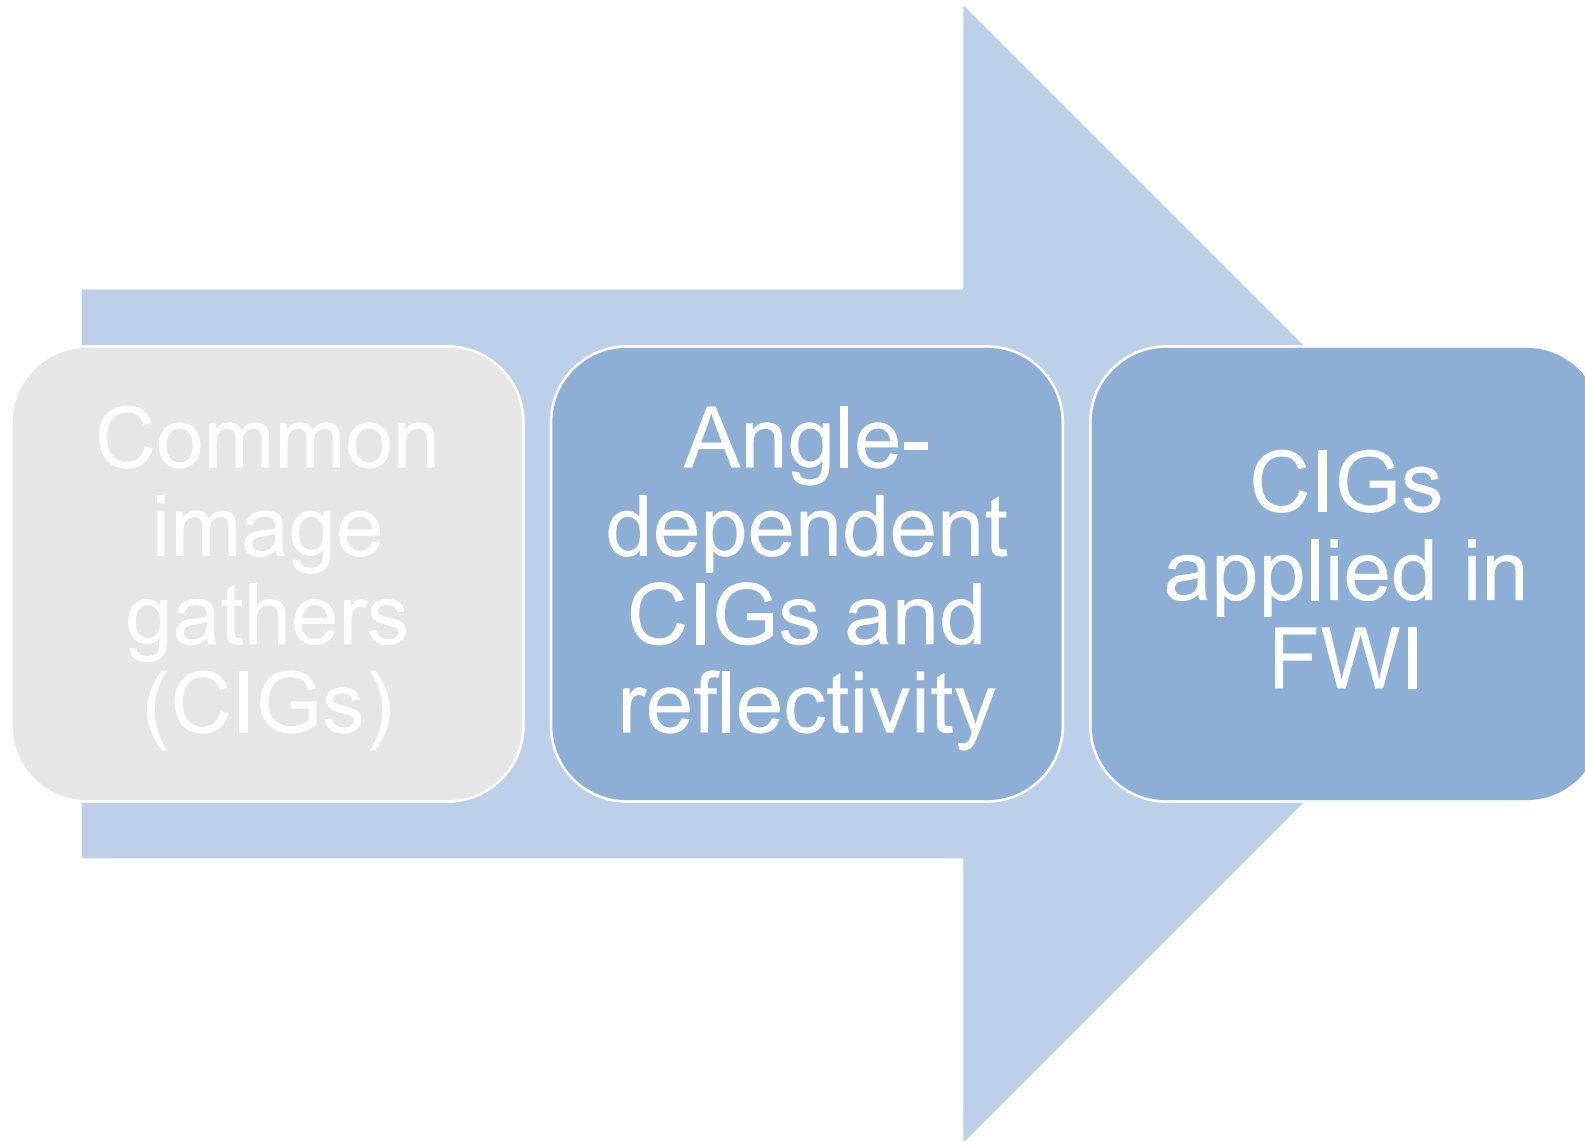 Common
image
gathers
(CIGs)
Angle-
dependent
CIGs and
reflectivity
CIGs
applied in
FWI